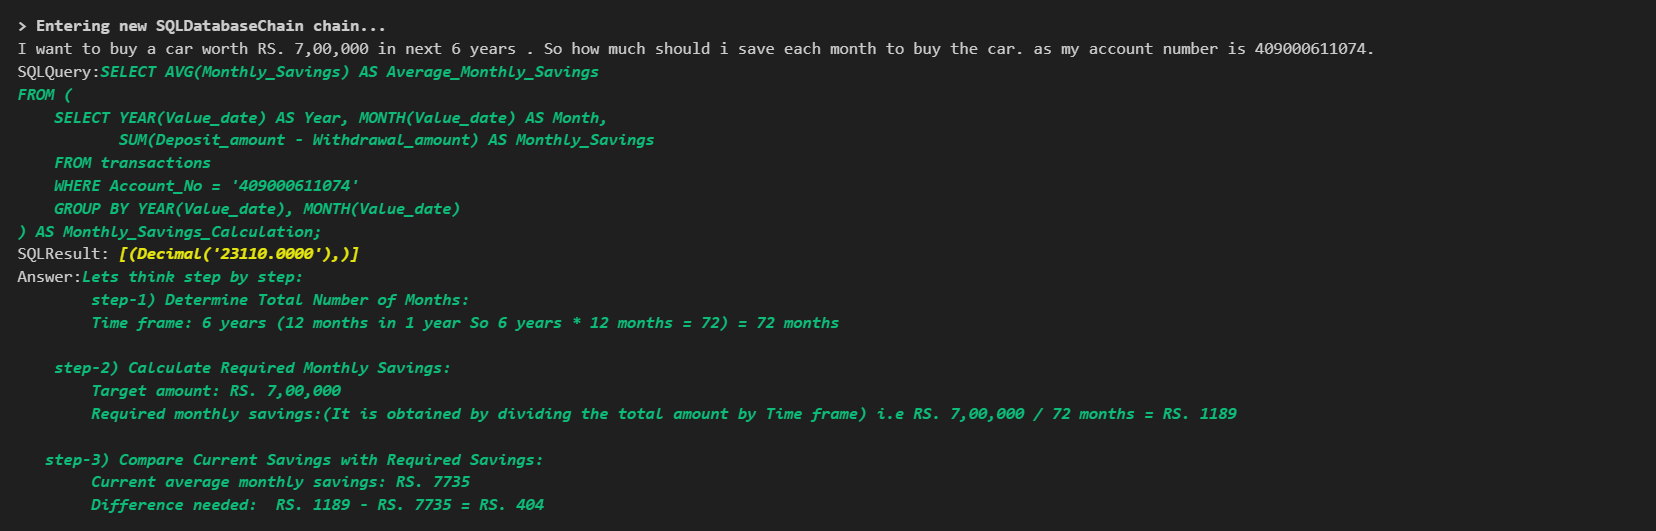 > Entering new SQLDatabaseChain chain...
I want to buy a car worth RS. 7,00,000 in next 6 years . So how much should i save each month to buy the car. as my account number is 409000611074.
SQLQuery:SELECT AVG(Monthly_Savings) AS Average_Monthly_Savings
FROM (
    SELECT YEAR(Value_date) AS Year, MONTH(Value_date) AS Month,
           SUM(Deposit_amount - Withdrawal_amount) AS Monthly_Savings
    FROM transactions
    WHERE Account_No = '409000611074'
    GROUP BY YEAR(Value_date), MONTH(Value_date)
) AS Monthly_Savings_Calculation;
SQLResult: [(Decimal('23110.0000'),)]
Answer:Lets think step by step:
        step-1) Determine Total Number of Months:
        Time frame: 6 years (12 months in 1 year So 6 years * 12 months = 72) = 72 months

    step-2) Calculate Required Monthly Savings:
        Target amount: RS. 7,00,000
        Required monthly savings:(It is obtained by dividing the total amount by Time frame) i.e RS. 7,00,000 / 72 months = RS. 1189

   step-3) Compare Current Savings with Required Savings:
        Current average monthly savings: RS. 7735
        Difference needed:  RS. 1189 - RS. 7735 = RS. 404